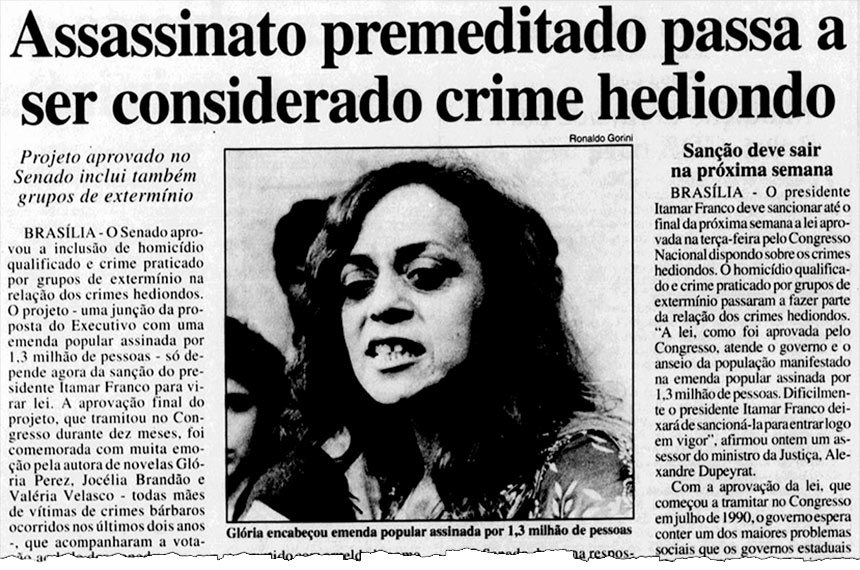 Assassinato premeditado passa a
ser considerado crime hediondo
Projeto aprovado no
Senado inclui também
grupos de extermínio
BRASÍLIA - O Senado apro-
vou a inclusão de homicídio
qualificado e crime praticado
por grupos de extermínio na
relação dos crimes hediondos.
O projeto - uma junção da pro-
posta do Executivo com uma
emenda popular assinada por
1.3 milhão de pessoas - só de-
pende agora da sanção do pre-
sidente Itamar Franco para vi-
rar lei. A aprovação final do
projeto, que tramitou no Con-
gresso durante dez meses, foi
comemorada com muita emo-
ção pela autora de novelas Gló-
ria Perez, Jocélia Brandão e
Valéria Velasco - todas mães
de vítimas de crimes bárbaros
ocorridos nos últimos dois anos
-, que acompanharam a vota-
Ronaldo Gorini
Glória encabeçou emenda popular assinada por 1,3 milhão de pessoas
Sanção deve sair
na próxima semana
BRASÍLIA - O presidente
Itamar Franco deve sancionar até o
final da próxima semana a lei apro-
vada na terça-feira pelo Congresso
Nacional dispondo sobre os crimes
hediondos. O homicídio qualifica-
do e crime praticado por grupos de
extermínio passaram a fazer parte
da relação dos crimes hediondos.
"A lei, como foi aprovada pelo
Congresso, atende o governo e o
anseio da população manifestado
na emenda popular assinada por
1,3 milhão de pessoas. Dificilmen-
te o presidente Itamar Franco dei-
xará de sancioná-la para entrar logo
em vigor", afirmou ontem um as-
sessor do ministro da Justiça, Ale-
xandre Dupeyrat.
Com a aprovação da lei, que
começou a tramitar no Congresso
em julho de 1990, o governo espera
conter um dos maiores problemas
sociais que os governos estaduais